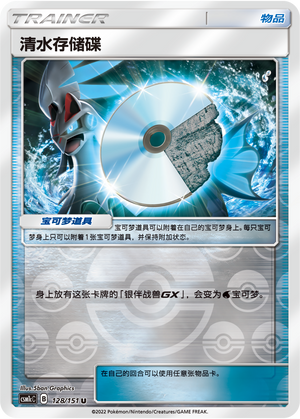 TRAINER
物品
清水存储碟
宝可梦道具
宝可梦道具可以附着在自己的宝可梦身上。每只宝可
梦身上只可以附着1张宝可梦道具,并保持附加状态。
身上放有这张卡牌的「银伴战兽GX」,会变为宝可梦。
在自己的回合可以使用任意张物品卡。
Illus. 5ban Graphics
CSM1cC B 128/151 U
©2022 Pokémon/Nintendo/Creatures/GAME FREAK.